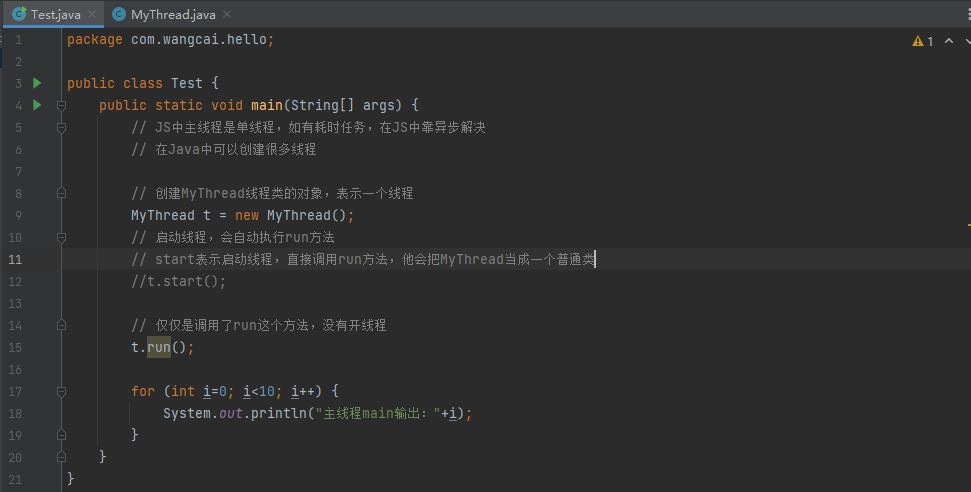 Test.java MyThread.java
1 package com.wangcai.hello; 1
2
3 public class Test {
4 public static void main(String[] args) {
5 // JS中主线程是单线程，如有耗时任务，在JS中靠异步解决
6 // 在Java中可以创建很多线程
7
8 // 创建MyThread线程类的对象，表示一个线程
9 MyThread t = new MyThread();
10 // 启动线程，会自动执行run方法
11 // start表示启动线程，直接调用run方法，他会把MyThread当成一个普通类
12 //t.start();
13
14 // 仅仅是调用了run这个方法，没有开线程
15 t.run();
16
17 for (int i=0; i<10; i++) {
18 System.out.println("主线程main输出："+i);
19 }
20 }
21 }